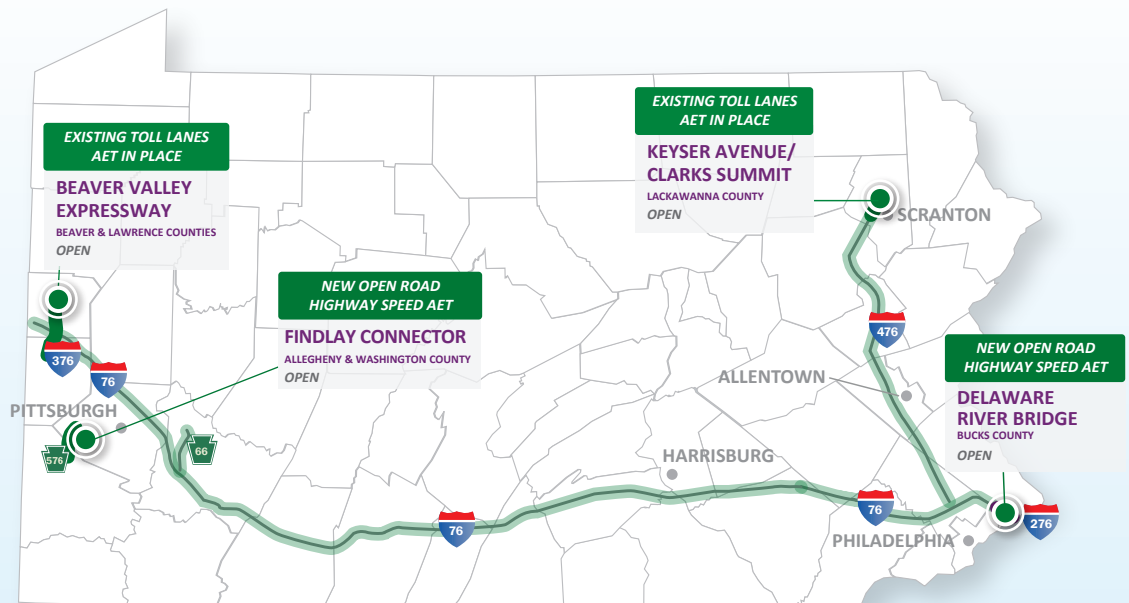 EXISTING TOLL LANES
AET IN PLACE
BEAVER VALLEY
EXPRESSWAY
BEAVER & LAWRENCE COUNTIES
OPEN
EXISTING TOLL LANES
AET IN PLACE
KEYSER AVENUE/
CLARKS SUMMIT
LACKAWANNA COUNTY
OPEN
SCRANTON
NEW OPEN ROAD
HIGHWAY SPEED AET
FINDLAY CONNECTOR
ALLEGHENY & WASHINGTON COUNTY
OPEN
476
NEW OPEN ROAD
HIGHWAY SPEED AET
DELAWARE
RIVER BRIDGE
BUCKS COUNTY
OPEN
376
76
ALLENTOWN
PITTSBURGH
576
66
HARRISBURG
76
76
276
PHILADELPHIA